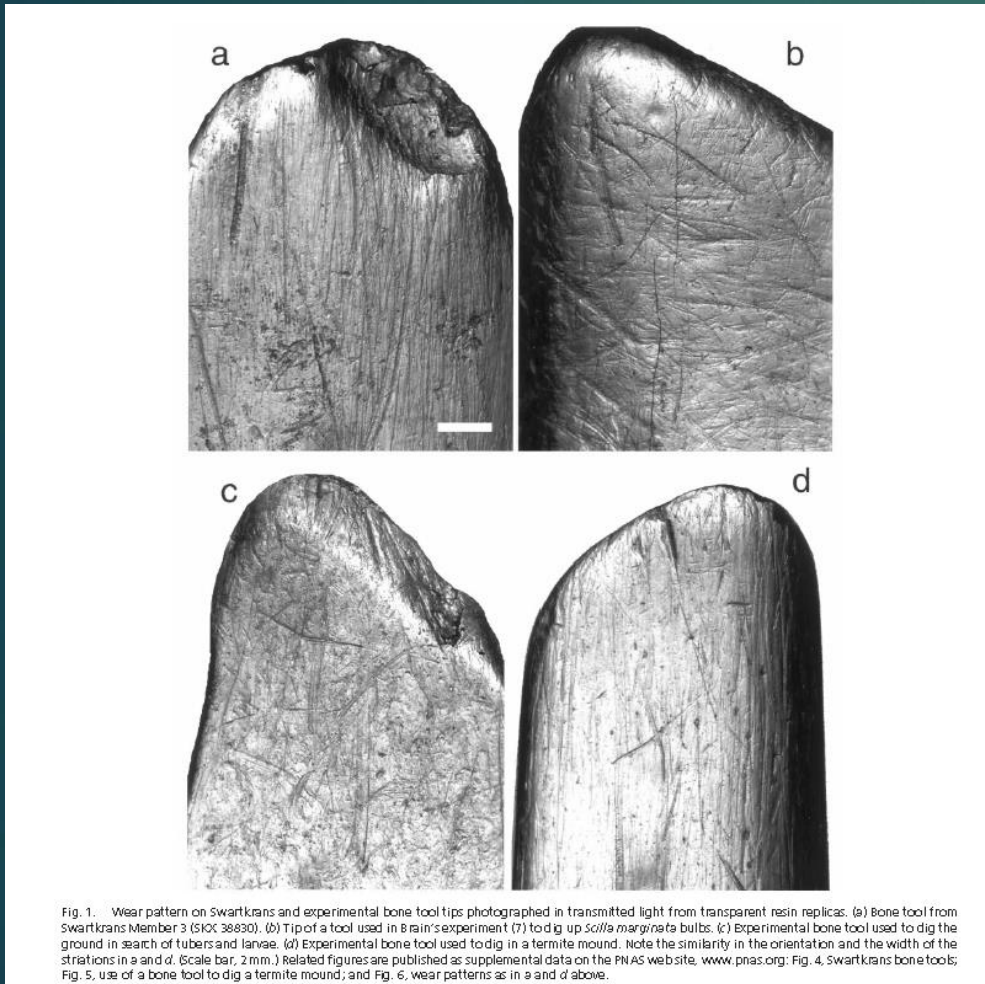 a
b
c
d
Fig. 1. Wear pattern on Swartkrans and experimental bone tool tips photographed in transmitted light from transparent resin replicas. (a) Bone tool from
Swartkrans Member 3 (SKX 38830). (b) Tip of a tool used in Brain's experiment (7) to dig up Scilla marginata bulbs. (c) Experimental bone tool used to dig the
ground in search of tubers and larvae. (d) Experimental bone tool used to dig in a termite mound. Note the similarity in the orientation and the width of the
striations in a and d. (Scale bar, 2 mm.) Related figures are published as supplemental data on the PNAS web site, www.pnas.org: Fig. 4, Swartkrans bone tools;
Fig. 5, use of a bone tool to dig a termite mound; and Fig. 6, wear patterns as in a and d above.